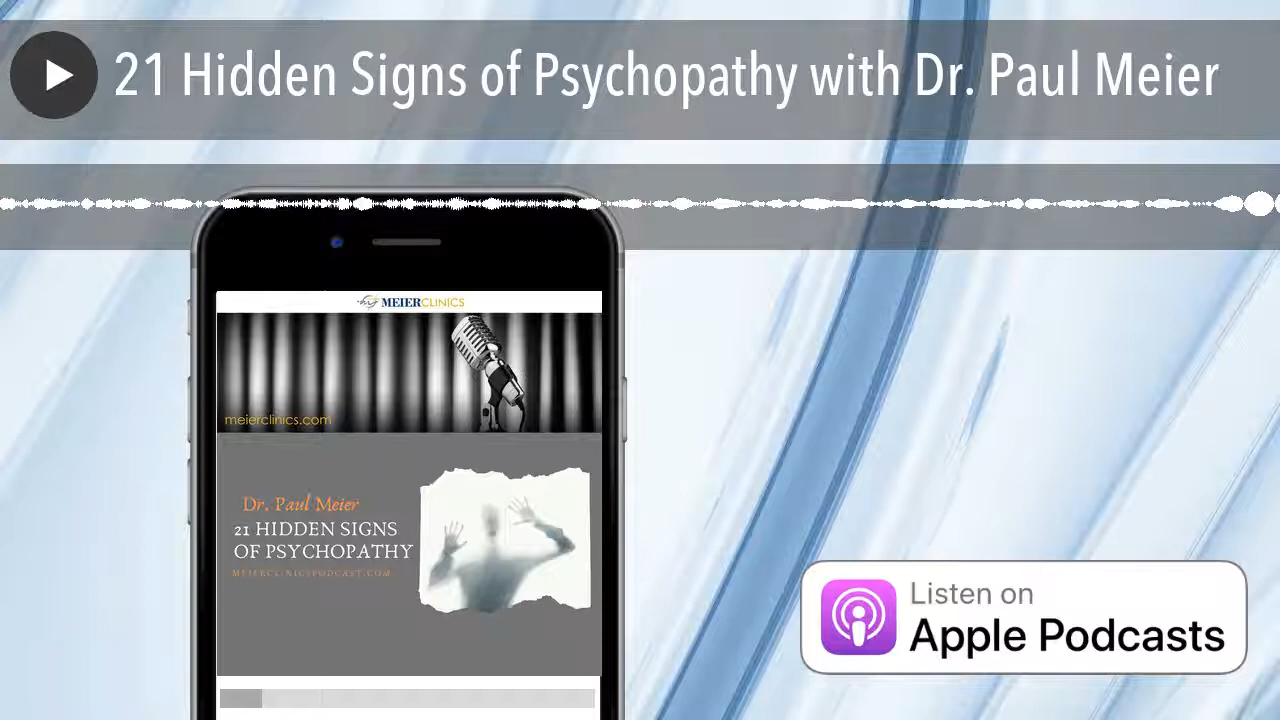 21 Hidden Signs of Psychopathy with Dr. Paul Meier
MEIERCLINICS
meierclinics.com
Dr. Paul Meier
21 HIDDEN SIGNS
OF PSYCHOPATHY
MEIERCLINICSPODCAST.COM
Listen on
Apple Podcasts